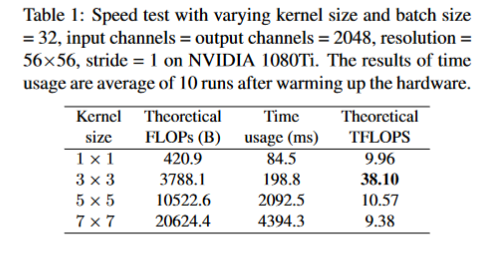 Table 1: Speed test with varying kernel size and batch size
= 32, input channels = output channels = 2048, resolution =
56×56, stride = 1 on NVIDIA 1080Ti. The results of time
usage are average of 10 runs after warming up the hardware.
Kernel Theoretical Time Theoretical
size FLOPs (B) usage (ms) TFLOPS
1 × 1 420.9 84.5 9.96
3 × 3 3788.1 198.8 38.10
5 × 5 10522.6 2092.5 10.57
7 × 7 20624.4 4394.3 9.38